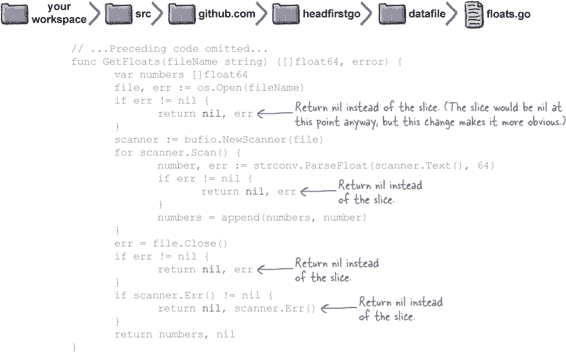 your workspace > src > github.com > headfirstgo > datafile > floats.go
// ...Preceding code omitted...
func GetFloats(fileName string) ([]float64, error) {
var numbers []float64
file, err := os.Open(fileName)
if err != nil {
return nil, err
Return nil instead of the slice. (The slice would be nil at
this point anyway, but this change makes it more obvious.)
}
scanner := bufio.NewScanner(file)
for scanner.Scan() {
number, err := strconv.ParseFloat(scanner.Text(), 64)
if err != nil {
return nil, err
Return nil instead
of the slice.
}
numbers = append(numbers, number)
}
err = file.Close()
if err != nil {
return nil, err
Return nil instead
of the slice.
}
if scanner.Err() != nil {
return nil, scanner.Err()
Return nil instead
of the slice.
}
return numbers, nil
}